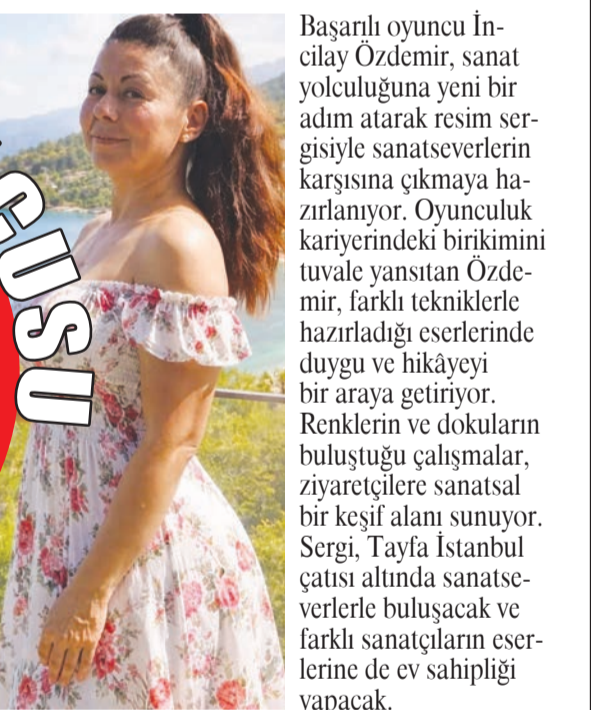 CUSU
Başarılı oyuncu İn-
cilay Özdemir, sanat
yolculuğuna yeni bir
adım atarak resim ser-
gisiyle sanatseverlerin
karşısına çıkmaya ha-
zırlanıyor. Oyunculuk
kariyerindeki birikimini
tuvale yansıtan Özde-
mir, farklı tekniklerle
hazırladığı eserlerinde
duygu ve hikâyeyi
bir araya getiriyor.
Renklerin ve dokuların
buluştuğu çalışmalar,
ziyaretçilere sanatsal
bir keşif alanı sunuyor.
Sergi, Tayfa İstanbul
çatısı altında sanatse-
verlerle buluşacak ve
farklı sanatçıların eser-
lerine de ev sahipliği
yapacak.